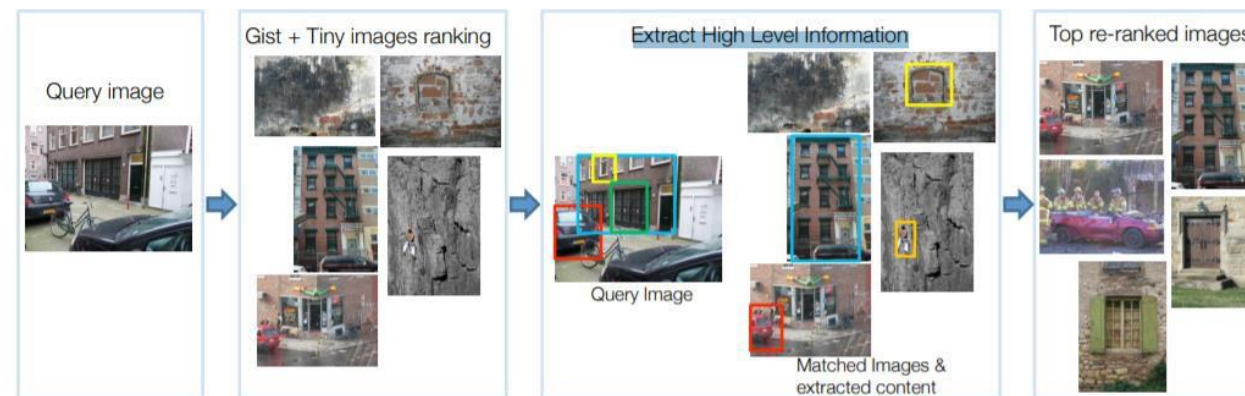 Query image
Gist + Tiny images ranking
Extract High Level Information
Query Image
Matched Images &
extracted content
Top re-ranked images